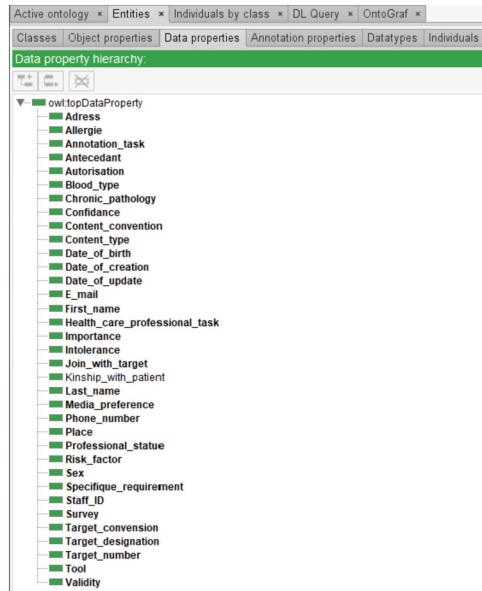 Active ontology × Entities × Individuals by class × DL Query × OntoGraf ×
Classes Object properties Data properties Annotation properties Datatypes Individuals
Data property hierarchy:
owl:topDataProperty
Adress
Allergie
Annotation_task
Antecedant
Autorisation
Blood_type
Chronic_pathology
Confidance
Content_convention
Content_type
Date_of_birth
Date_of_creation
Date_of_update
E_mail
First_name
Health_care_professional_task
Importance
Intolerance
Join_with_target
Kinship_with_patient
Last_name
Media_preference
Phone_number
Place
Professional_statue
Risk_factor
Sex
Specifique_requirement
Staff_ID
Survey
Target_convension
Target_designation
Target_number
Tool
Validity